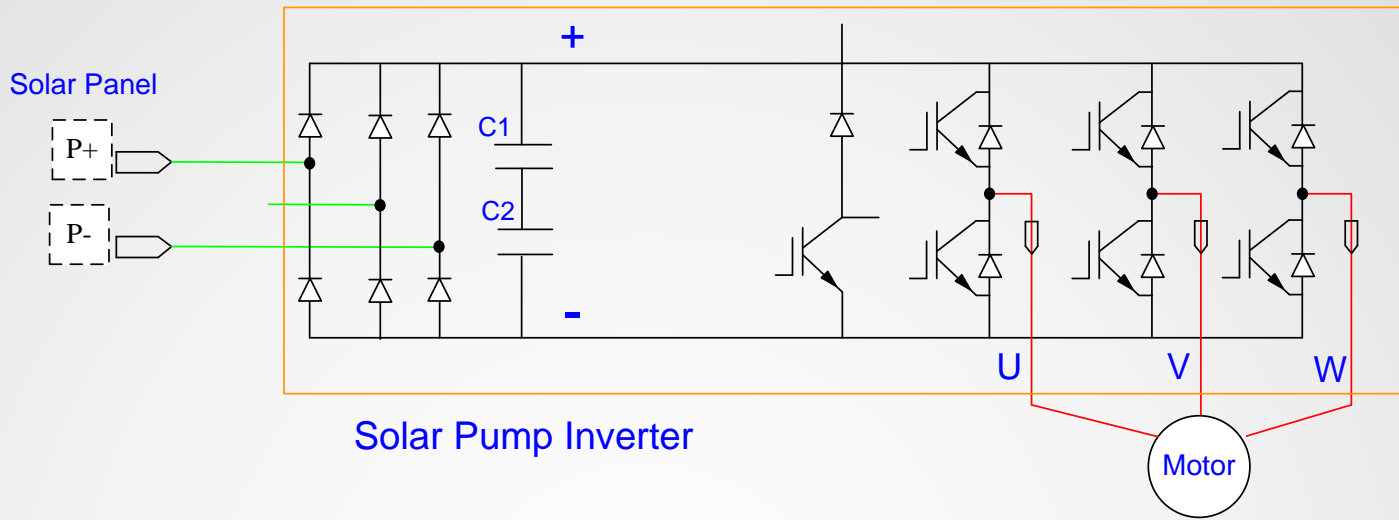 +
Solar Panel
P+
C1
C2
P-
-
U
V
W
Solar Pump Inverter
Motor